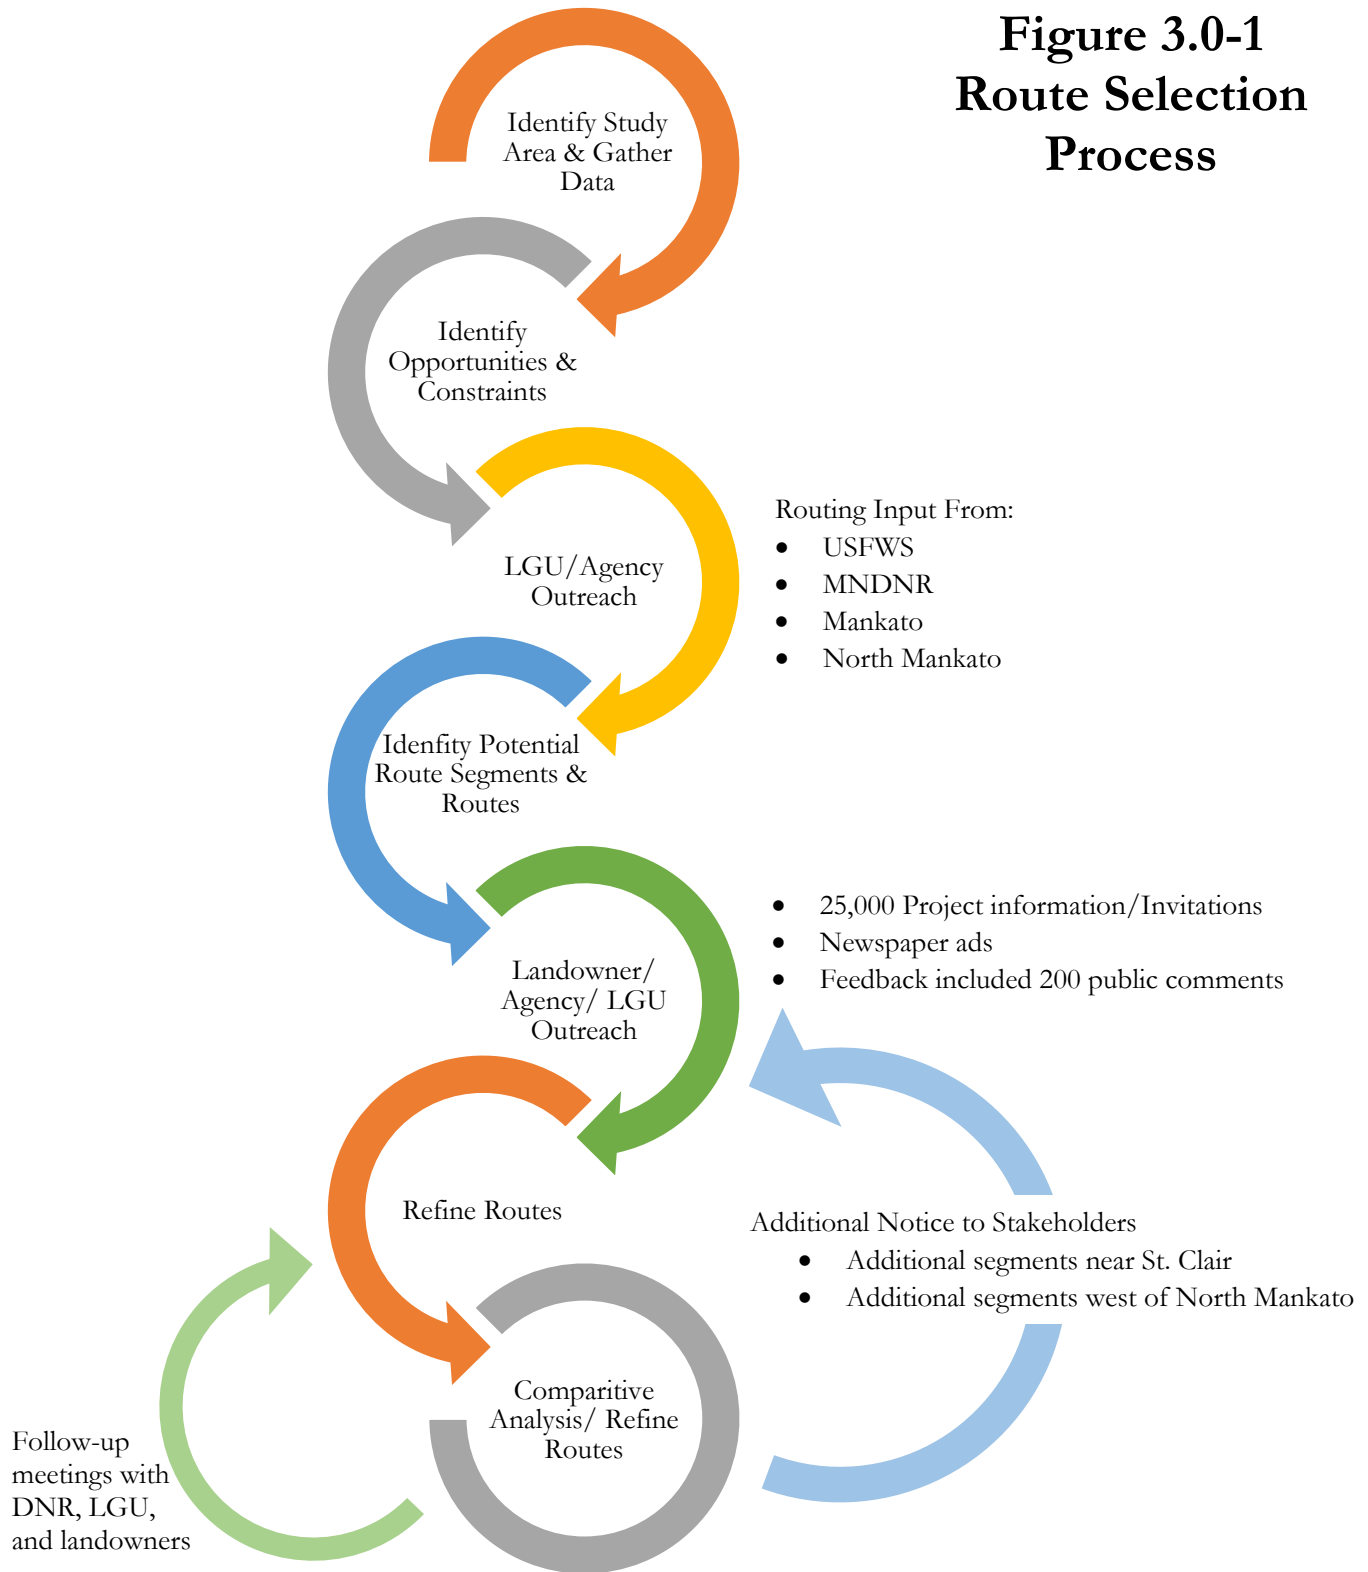 Figure 3.0-1
Route Selection
Process
Identify Study
Area & Gather
Data
Identify
Opportunities &
Constraints
LGU/Agency
Outreach
Routing Input From:
• USFWS
• MNDNR
• Mankato
• North Mankato
Idenfity Potential
Route Segments &
Routes
Landowner/
Agency/ LGU
Outreach
• 25,000 Project information/Invitations
• Newspaper ads
• Feedback included 200 public comments
Refine Routes
Additional Notice to Stakeholders
• Additional segments near St. Clair
• Additional segments west of North Mankato
Comparitive
Analysis/ Refine
Routes
Follow-up
meetings with
DNR, LGU,
and landowners